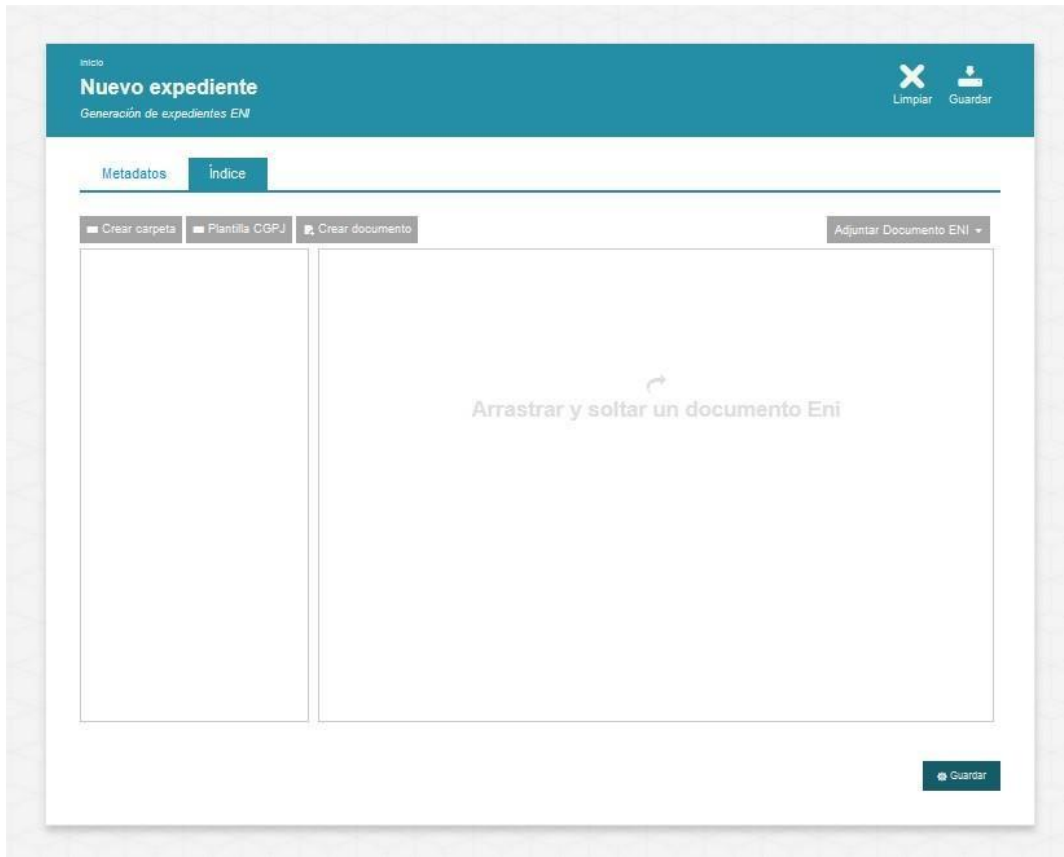 Inicio
Nuevo expediente
Generación de expedientes ENI
Limpiar Guardar
Metadatos Índice
Crear carpeta Plantilla CGPJ Crear documento Adjuntar Documento ENI
Arrastrar y soltar un documento Eni
Guardar